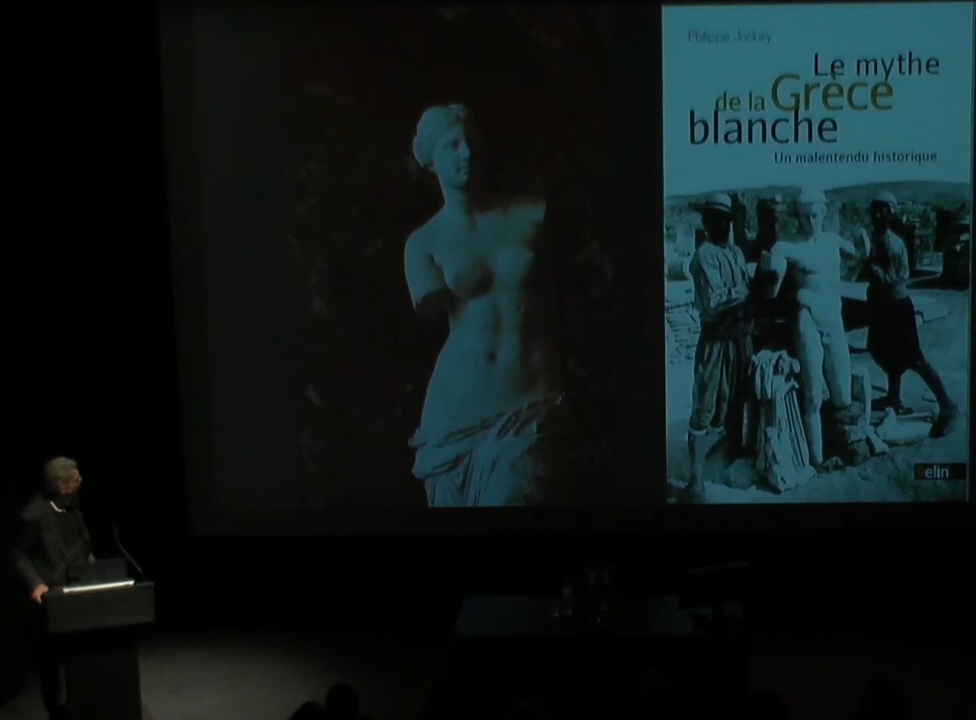 Philippe Jockey
Le mythe
de la Grèce
blanche
Un malentendu historique
elin